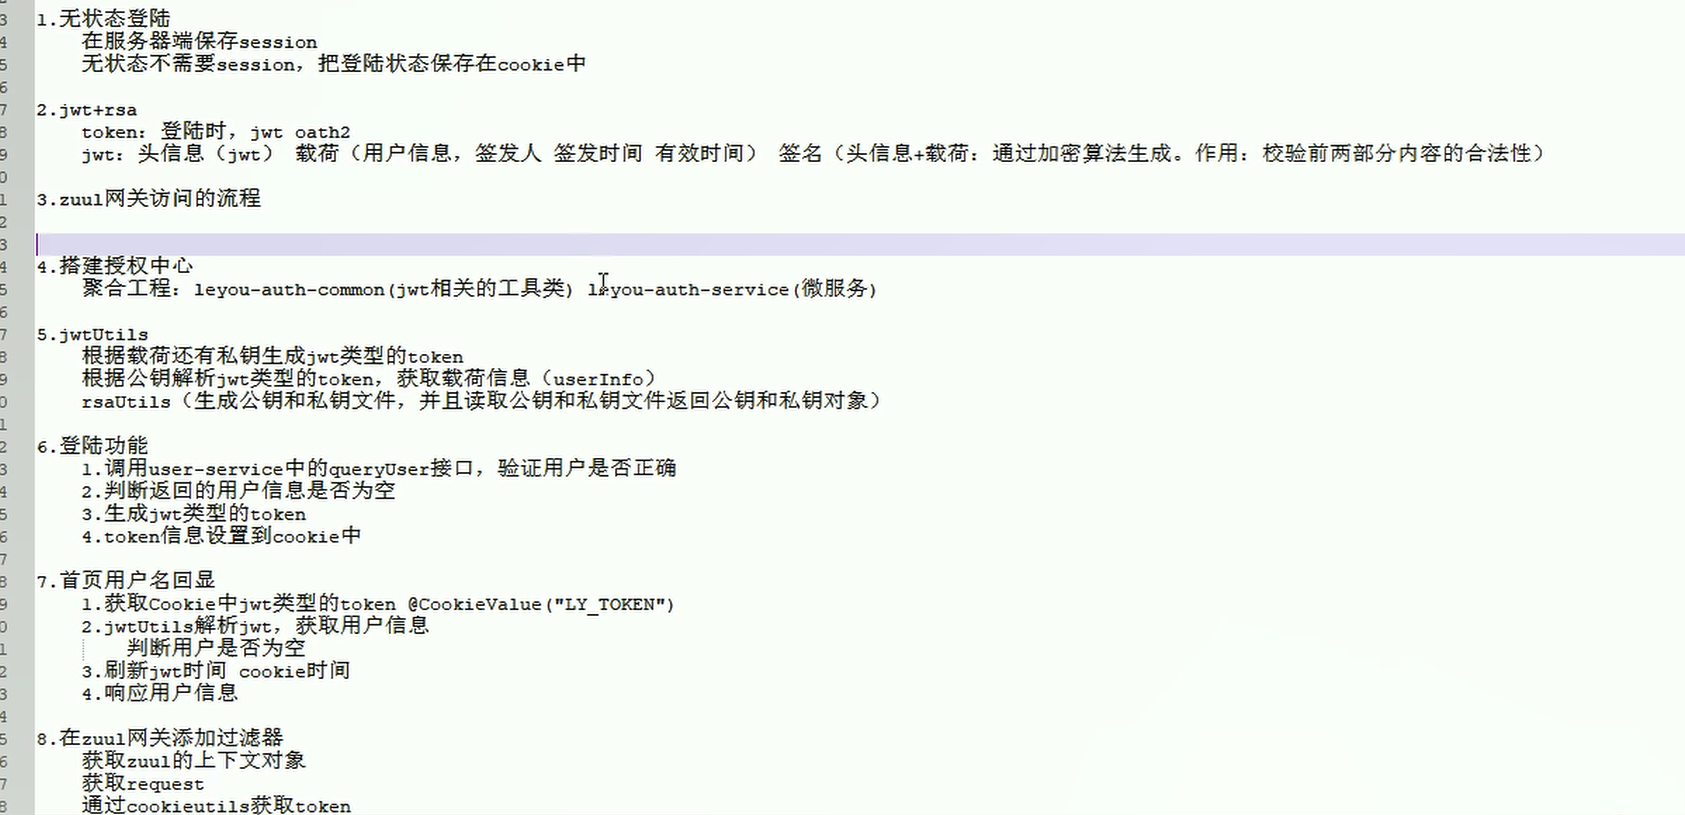 3 1.无状态登陆
4 在服务器端保存session
5 无状态不需要session，把登陆状态保存在cookie中
6
7 2.jwt+rsa
8 token：登陆时，jwt oath2
9 jwt：头信息（jwt） 载荷（用户信息，签发人 签发时间 有效时间） 签名（头信息+载荷：通过加密算法生成。作用：校验前两部分内容的合法性）
0
1 3.zuul网关访问的流程
2
3
4 4.搭建授权中心
5 聚合工程：leyou-auth-common(jwt相关的工具类) leyou-auth-service(微服务)
6
7 5.jwtUtils
8 根据载荷还有私钥生成jwt类型的token
9 根据公钥解析jwt类型的token，获取载荷信息（userInfo）
0 rsaUtils（生成公钥和私钥文件，并且读取公钥和私钥文件返回公钥和私钥对象）
1
2 6.登陆功能
3 1.调用user-service中的queryUser接口，验证用户是否正确
4 2.判断返回的用户信息是否为空
5 3.生成jwt类型的token
6 4.token信息设置到cookie中
7
8 7.首页用户名回显
9 1.获取Cookie中jwt类型的token @CookieValue("LY_TOKEN")
0 2.jwtUtils解析jwt，获取用户信息
1 判断用户是否为空
2 3.刷新jwt时间 cookie时间
3 4.响应用户信息
4
5 8.在zuul网关添加过滤器
6 获取zuul的上下文对象
7 获取request
8 通过cookieutils获取token